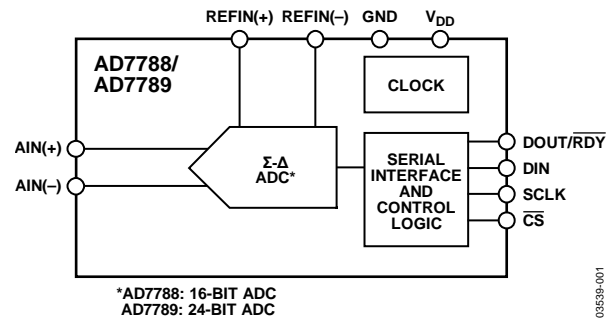 REFIN(+) REFIN(–) GND VDD
AD7788/
AD7789
CLOCK
AIN(+)
AIN(–)
Σ-Δ
ADC*
SERIAL
INTERFACE
AND
CONTROL
LOGIC
DOUT/RDY
DIN
SCLK
CS
*AD7788: 16-BIT ADC
AD7789: 24-BIT ADC
03539-001